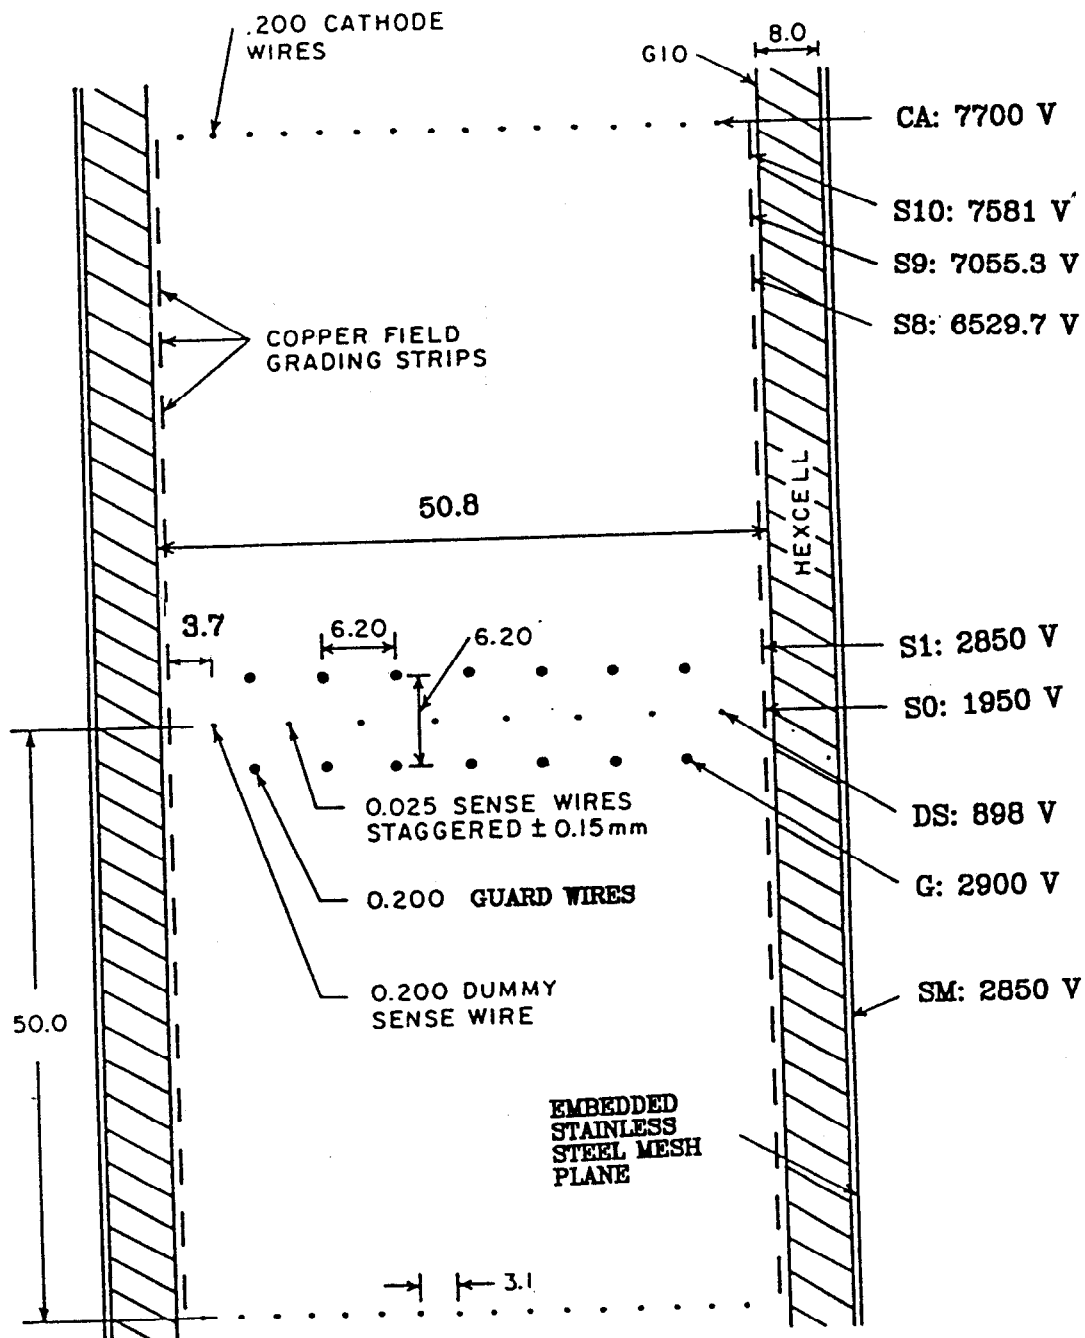 .200 CATHODE
WIRES
8.0
G10
CA: 7700 V
S10: 7581 V
S9: 7055.3 V
S8: 6529.7 V
COPPER FIELD
GRADING STRIPS
HEXCELL
50.8
3.7
6.20
6.20
S1: 2850 V
S0: 1950 V
0.025 SENSE WIRES
STAGGERED ± 0.15mm
DS: 898 V
0.200 GUARD WIRES
G: 2900 V
0.200 DUMMY
SENSE WIRE
SM: 2850 V
50.0
EMBEDDED
STAINLESS
STEEL MESH
PLANE
3.1